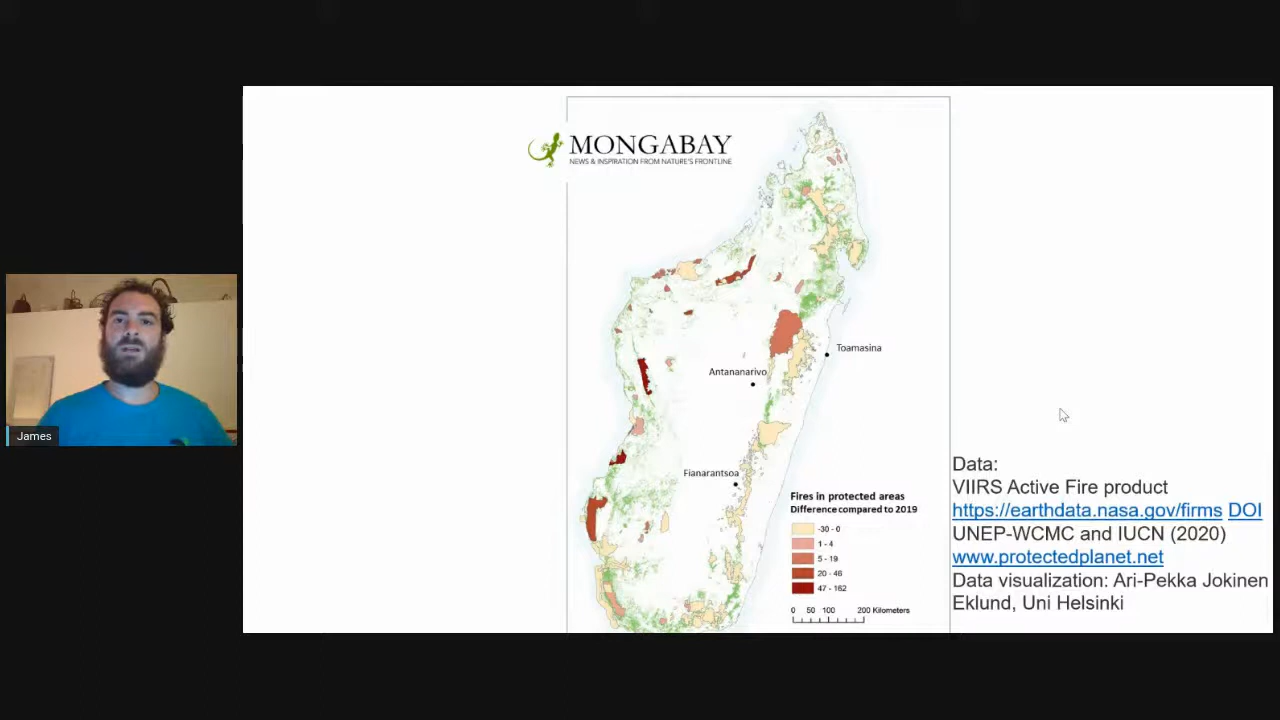 MONGABAY
NEWS & INSPIRATION FROM NATURE'S FRONTLINE
Toamasina
Antananarivo
James
Fianarantsoa
Fires in protected areas
Difference compared to 2019
-30 - 0
1 - 4
5 - 19
20 - 46
47 - 162
0 50 100 200 Kilometers
Data:
VIIRS Active Fire product
https://earthdata.nasa.gov/firms DOI
UNEP-WCMC and IUCN (2020)
www.protectedplanet.net
Data visualization: Ari-Pekka Jokinen
Eklund, Uni Helsinki